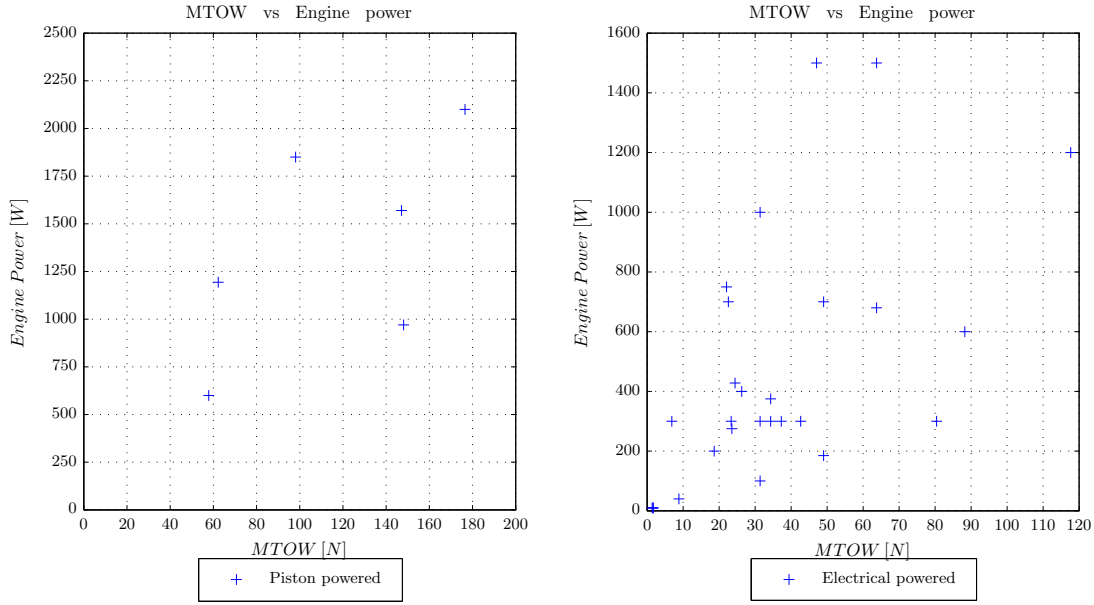 MTOW vs Engine power
2500
2250
2000
1750
1500
1250
1000
750
500
250
0
Engine Power [W]
0 20 40 60 80 100 120 140 160 180 200
MTOW [N]
Piston powered
MTOW vs Engine power
1600
1400
1200
1000
800
600
400
200
0
Engine Power [W]
0 10 20 30 40 50 60 70 80 90 100 110 120
MTOW [N]
Electrical powered